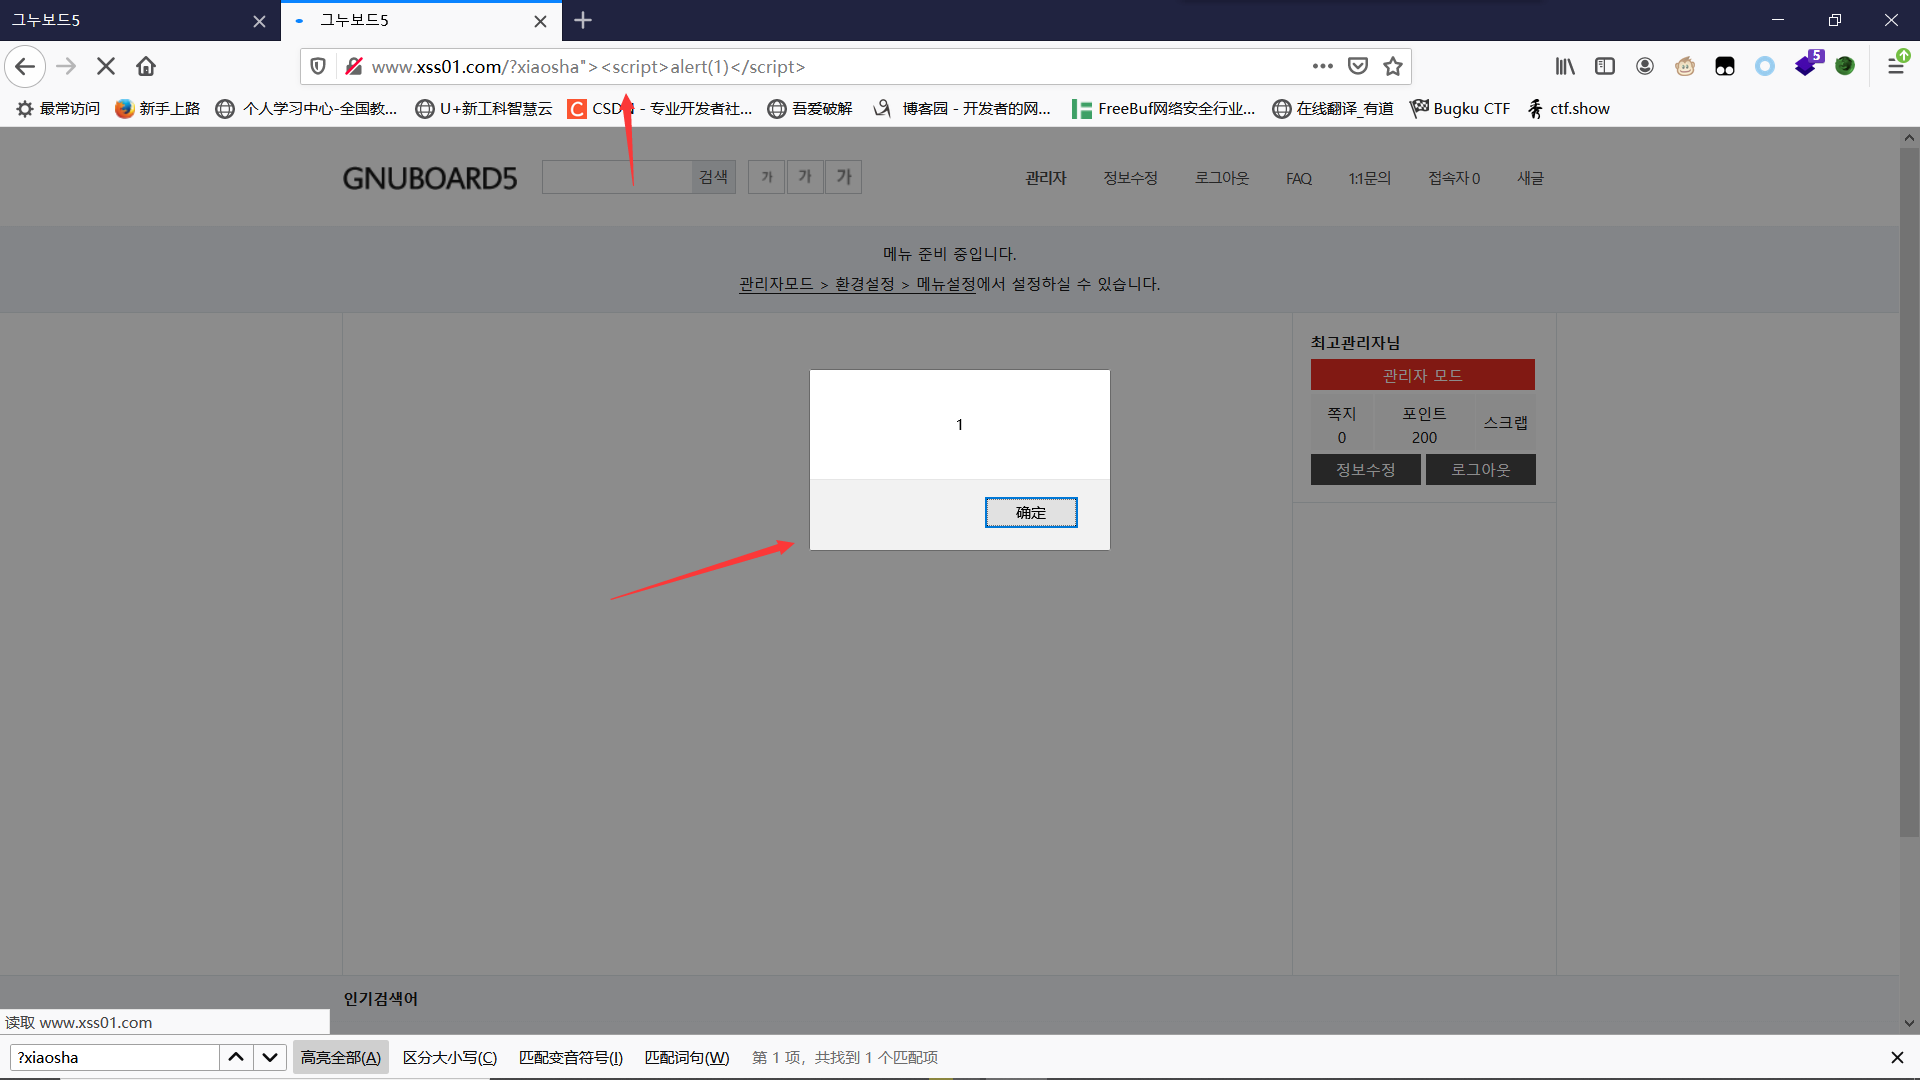 그누보드5
그누보드5
www.xss01.com/?xiaosha"><script>alert(1)</script>
5
最常访问
新手上路
个人学习中心-全国教...
U+新工科智慧云
- 专业开发者社...
吾爱破解
博客园 - 开发者的网...
FreeBuf网络安全行业...
在线翻译_有道
Bugku CTF
ctf.show
GNUBOARD5
검색
가 가 가
관리자 정보수정 로그아웃 FAQ 1:1문의 접속자 0 새글
메뉴 준비 중입니다.
관리자모드 > 환경설정 > 메뉴설정에서 설정하실 수 있습니다.
최고관리자님
관리자 모드
쪽지 포인트 스크랩
0 200
정보수정 로그아웃
1
确定
인기검색어
读取 www.xss01.com
?xiaosha
高亮全部(A) 区分大小写(C) 匹配变音符号(I) 匹配词句(W) 第 1 项，共找到 1 个匹配项